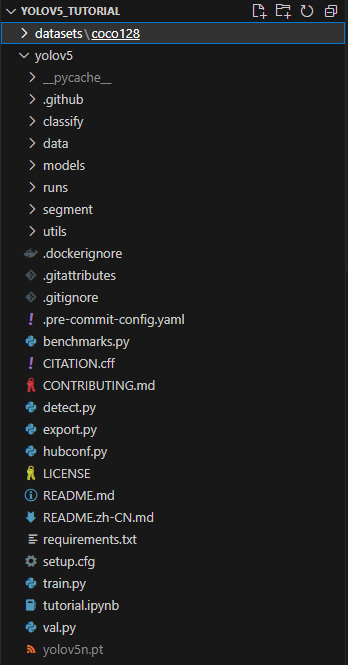 YOLOV5_TUTORIAL
datasets\coco128
yolov5
__pycache__
.github
classify
data
models
runs
segment
utils
.dockerignore
.gitattributes
.gitignore
.pre-commit-config.yaml
benchmarks.py
CITATION.cff
CONTRIBUTING.md
detect.py
export.py
hubconf.py
LICENSE
README.md
README.zh-CN.md
requirements.txt
setup.cfg
train.py
tutorial.ipynb
val.py
yolov5n.pt